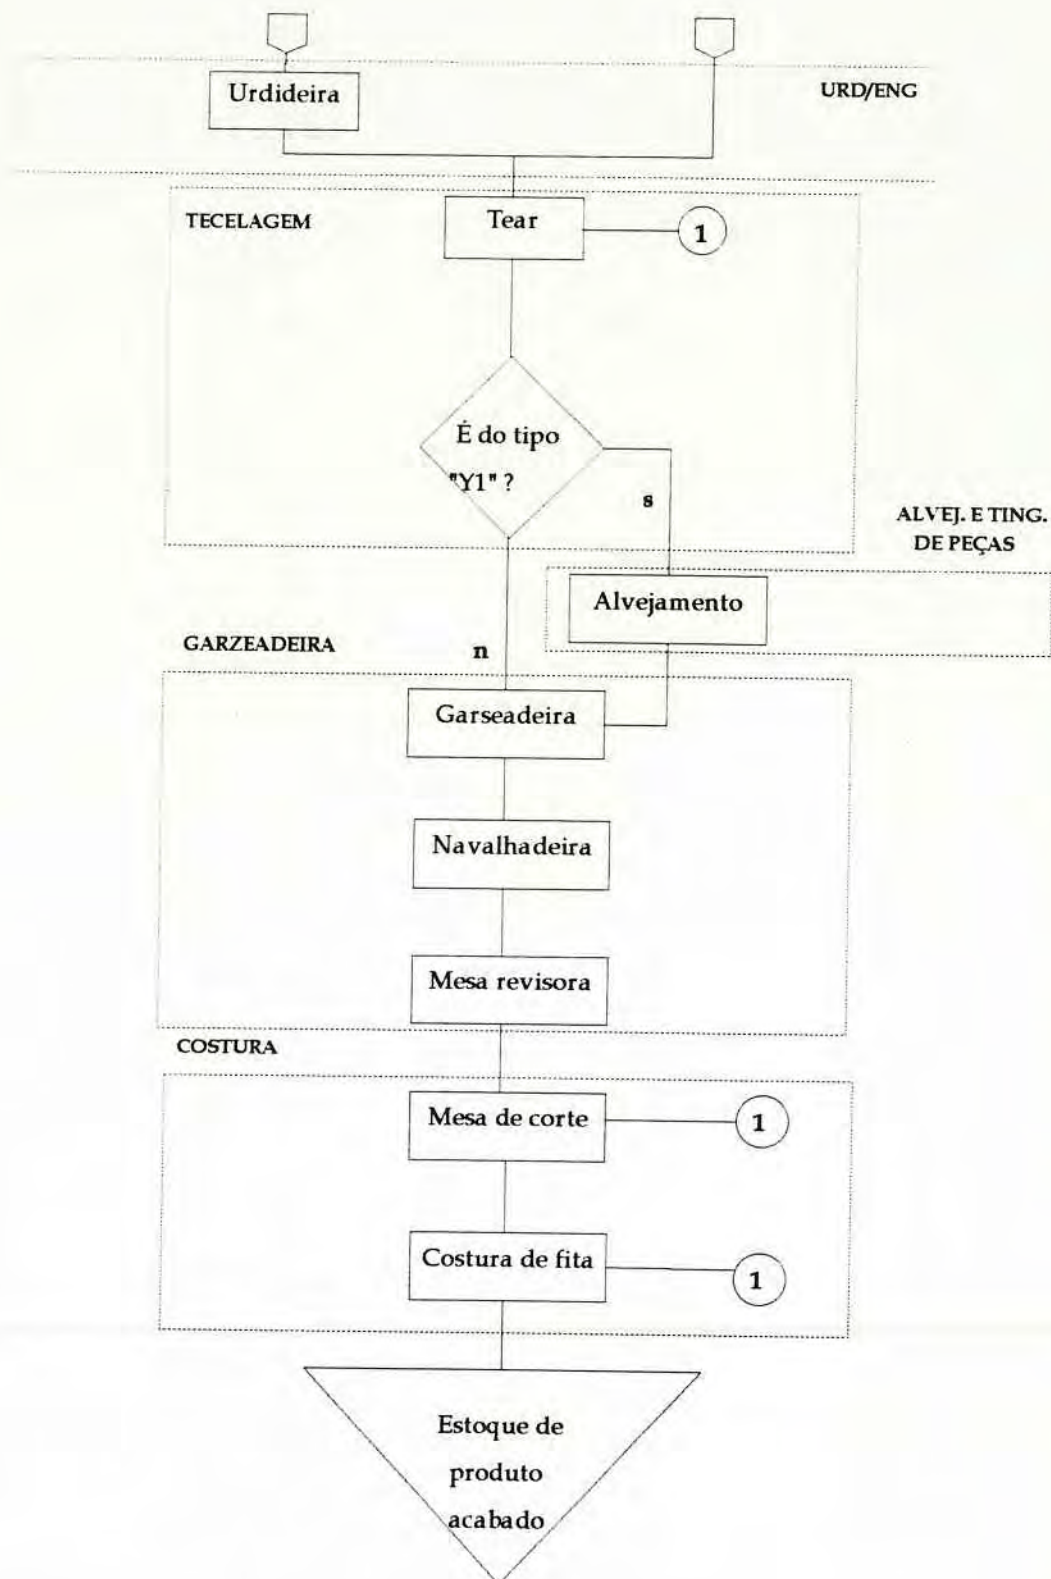 Urdideira
URD/ENG
TECELAGEM
Tear
1
É do tipo
"Y1" ?
s
ALVEJ. E TING.
DE PEÇAS
Alvejamento
GARZEADEIRA
n
Garseadeira
Navalhadeira
Mesa revisora
COSTURA
Mesa de corte
1
Costura de fita
1
Estoque de
produto
acabado